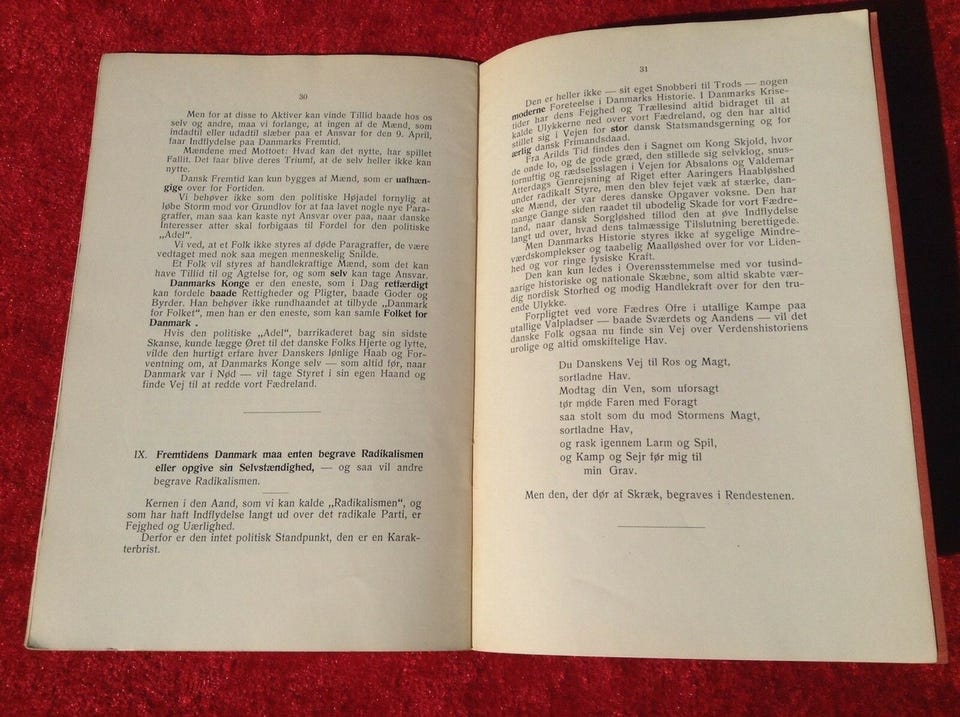 30
Men for at disse to Aktiver kan vinde Tillid baade hos os
selv og andre, maa vi forlange, at ingen af de Mænd, som
indadtil eller udadtil slæber paa et Ansvar for den 9. April,
faar Indflydelse paa Danmarks Fremtid.
Mændene med Mottoet: Hvad kan det nytte, har spillet
Fallit. Det faar blive deres Triumf, at de selv heller ikke kan
nytte.
Dansk Fremtid kan kun bygges af Mænd, som er uafhæn-
gige over for Fortiden.
Vi behøver ikke som den politiske Højadel fornylig at
løbe Storm mod vor Grundlov for at faa lavet nogle nye Para-
graffer, man saa kan kaste nyt Ansvar over paa, naar danske
Interesser atter skal forbigaas til Fordel for den politiske
„Adel“.
Vi ved, at et Folk ikke styres af døde Paragraffer, de være
vedtaget med nok saa megen menneskelig Snilde.
Et Folk vil styres af handlekraftige Mænd, som det kan
have Tillid til og Agtelse for, og som selv kan tage Ansvar.
Danmarks Konge er den eneste, som i Dag retfærdigt
kan fordele baade Rettigheder og Pligter, baade Goder og
Byrder. Han behøver ikke rundhaandet at tilbyde „Danmark
for Folket“, men han er den eneste, som kan samle Folket for
Danmark .
Hvis den politiske „Adel“, barrikaderet bag sin sidste
Skanse, kunde lægge Øret til det danske Folks Hjerte og lytte,
vilde den hurtigt erfare hver Danskers lønlige Haab og For-
ventning om, at Danmarks Konge selv — som altid før, naar
Danmark var i Nød — vil tage Styret i sin egen Haand og
finde Vej til at redde vort Fædreland.
IX. Fremtidens Danmark maa enten begrave Radikalismen
eller opgive sin Selvstændighed, — og saa vil andre
begrave Radikalismen.
Kernen i den Aand, som vi kan kalde „Radikalismen“, og
som har haft Indflydelse langt ud over det radikale Parti, er
Fejghed og Uærlighed.
Derfor er den intet politisk Standpunkt, den er en Karak-
terbrist.
31
Den er heller ikke — sit eget Snobberi til Trods — nogen
moderne Foreteelse i Danmarks Historie. I Danmarks Krise-
tider har dens Fejghed og Trællesind altid bidraget til at
kalde Ulykkerne ned over vort Fædreland, og den har altid
stillet sig i Vejen for stor dansk Statsmandsgerning og for
ærlig dansk Frimandsdaad.
Fra Arilds Tid findes den i Sagnet om Kong Skjold, hvor
de onde lo, og de gode græd, den stillede sig selvklog, snus-
fornuftig og rædselsslagen i Vejen for Absalons og Valdemar
Atterdags Genrejsning af Riget efter Aaringers Haabløshed
under radikalt Styre, men den blev fejet væk af stærke, dan-
ske Mænd, der var deres danske Opgaver voksne. Den har
mange Gange siden raadet til ubodelig Skade for vort Fædre-
land, naar dansk Sorgløshed tillod den at øve Indflydelse
langt ud over, hvad dens talmæssige Tilslutning berettigede.
Men Danmarks Historie styres ikke af sygelige Mindre-
værdskomplekser og taabelig Maalløshed over for vor Liden-
hed og vor ringe fysiske Kraft.
Den kan kun ledes i Overensstemmelse med vor tusind-
aarige historiske og nationale Skæbne, som altid skabte vær-
dig nordisk Storhed og modig Handlekraft over for den tru-
ende Ulykke.
Forpligtet ved vore Fædres Ofre i utallige Kampe paa
utallige Valpladser — baade Sværdets og Aandens — vil det
danske Folk ogsaa nu finde sin Vej over Verdenshistoriens
urolige og altid omskiftelige Hav.
Du Danskens Vej til Ros og Magt,
sortladne Hav.
Modtag din Ven, som uforsagt
tør møde Faren med Foragt
saa stolt som du mod Stormens Magt,
sortladne Hav,
og rask igennem Larm og Spil,
og Kamp og Sejr før mig til
min Grav.
Men den, der dør af Skræk, begraves i Rendestenen.